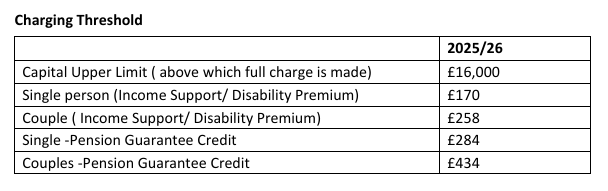 Charging Threshold
2025/26
Capital Upper Limit ( above which full charge is made) £16,000
Single person (Income Support/ Disability Premium) £170
Couple ( Income Support/ Disability Premium) £258
Single -Pension Guarantee Credit £284
Couples -Pension Guarantee Credit £434